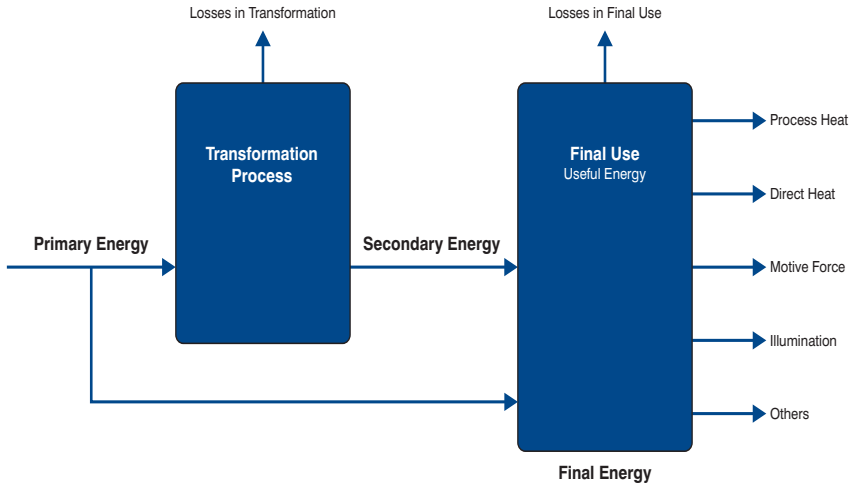 Losses in Transformation
Losses in Final Use
Transformation
Process
Final Use
Useful Energy
Primary Energy
Secondary Energy
Process Heat
Direct Heat
Motive Force
Illumination
Others
Final Energy